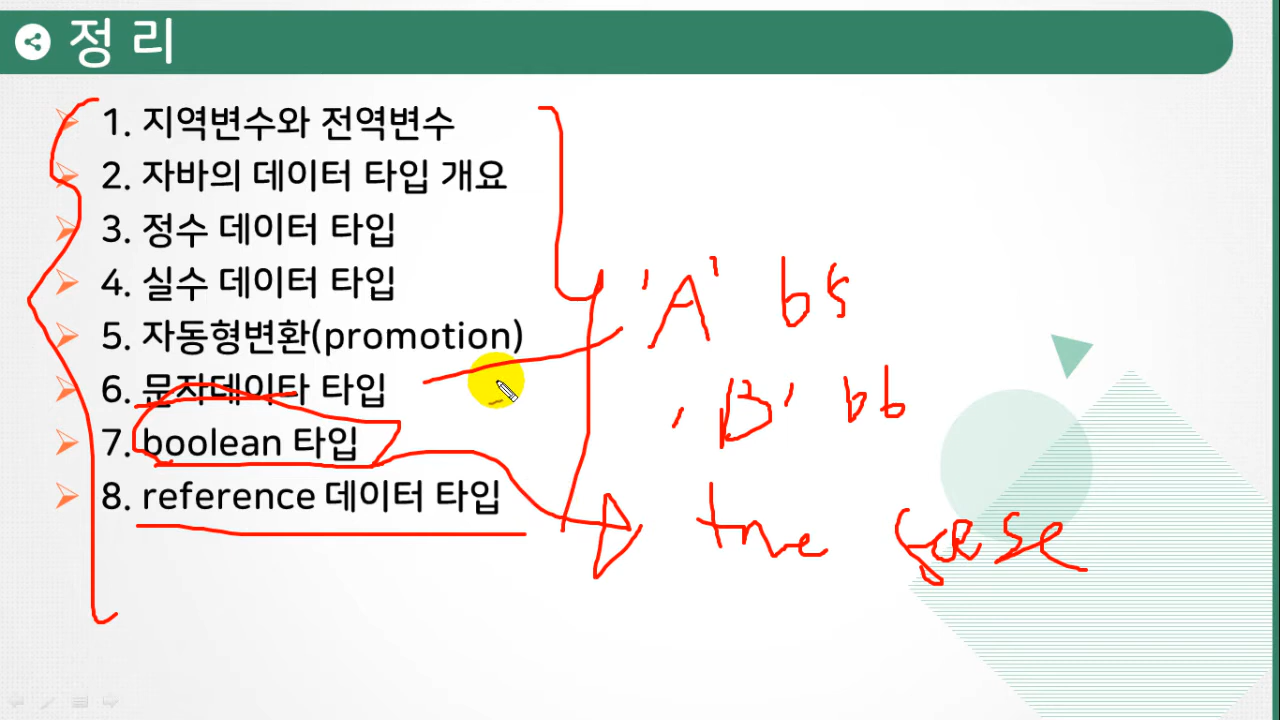 정 리
1. 지역변수와 전역변수
2. 자바의 데이터 타입 개요
3. 정수 데이터 타입
4. 실수 데이터 타입
5. 자동형변환(promotion)
6. 문자데이타 타입
7. boolean 타입
8. reference 데이터 타입
'A' 65
'B' 66
true false